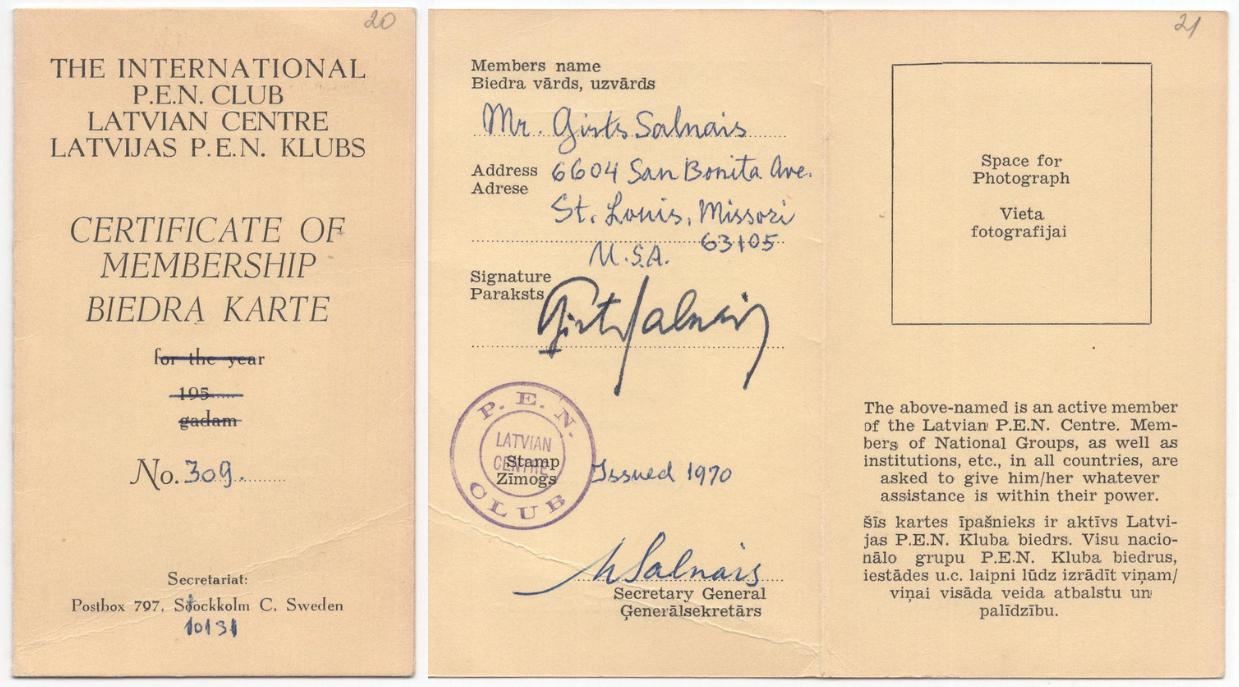 20
THE INTERNATIONAL
P.E.N. CLUB
LATVIAN CENTRE
LATVIJAS P.E.N. KLUBS
CERTIFICATE OF
MEMBERSHIP
BIEDRA KARTE
for the year
195......
gadam
No. 309.........
Secretariat:
Postbox 797, Stockkolm C, Sweden
10131
Members name
Biedra vārds, uzvārds
Mr. Girts Salnais
Address 6604 San Bonita Ave.
Adrese
St. Louis, Missori
63105
U.S.A.
Signature
Paraksts
Girts Salnais
P. E. N.
LATVIAN
CENTRE
CLUB
Stamp
Zīmogs
Issued 1970
Salnais
Secretary General
Ģenerālsekretārs
21
Space for
Photograph
Vieta
fotografijai
The above-named is an active member
of the Latvian P.E.N. Centre. Mem-
bers of National Groups, as well as
institutions, etc., in all countries, are
asked to give him/her whatever
assistance is within their power.
šīs kartes īpašnieks ir aktīvs Latvi-
jas P.E.N. Kluba biedrs. Visu nacio-
nālo grupu P.E.N. Kluba biedrus,
iestādes u.c. laipni lūdz izrādīt viņam/
viņai visāda veida atbalstu un
palīdzību.